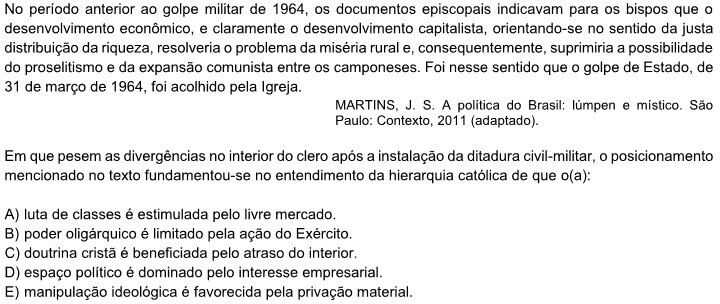 No período anterior ao golpe militar de 1964, os documentos episcopais indicavam para os bispos que o
desenvolvimento econômico, e claramente o desenvolvimento capitalista, orientando-se no sentido da justa
distribuição da riqueza, resolveria o problema da miséria rural e, consequentemente, suprimiria a possibilidade
do proselitismo e da expansão comunista entre os camponeses. Foi nesse sentido que o golpe de Estado, de
31 de março de 1964, foi acolhido pela Igreja.
MARTINS, J. S. A política do Brasil: lúmpen e místico. São
Paulo: Contexto, 2011 (adaptado).
Em que pesem as divergências no interior do clero após a instalação da ditadura civil-militar, o posicionamento
mencionado no texto fundamentou-se no entendimento da hierarquia católica de que o(a):
A) luta de classes é estimulada pelo livre mercado.
B) poder oligárquico é limitado pela ação do Exército.
C) doutrina cristã é beneficiada pelo atraso do interior.
D) espaço político é dominado pelo interesse empresarial.
E) manipulação ideológica é favorecida pela privação material.